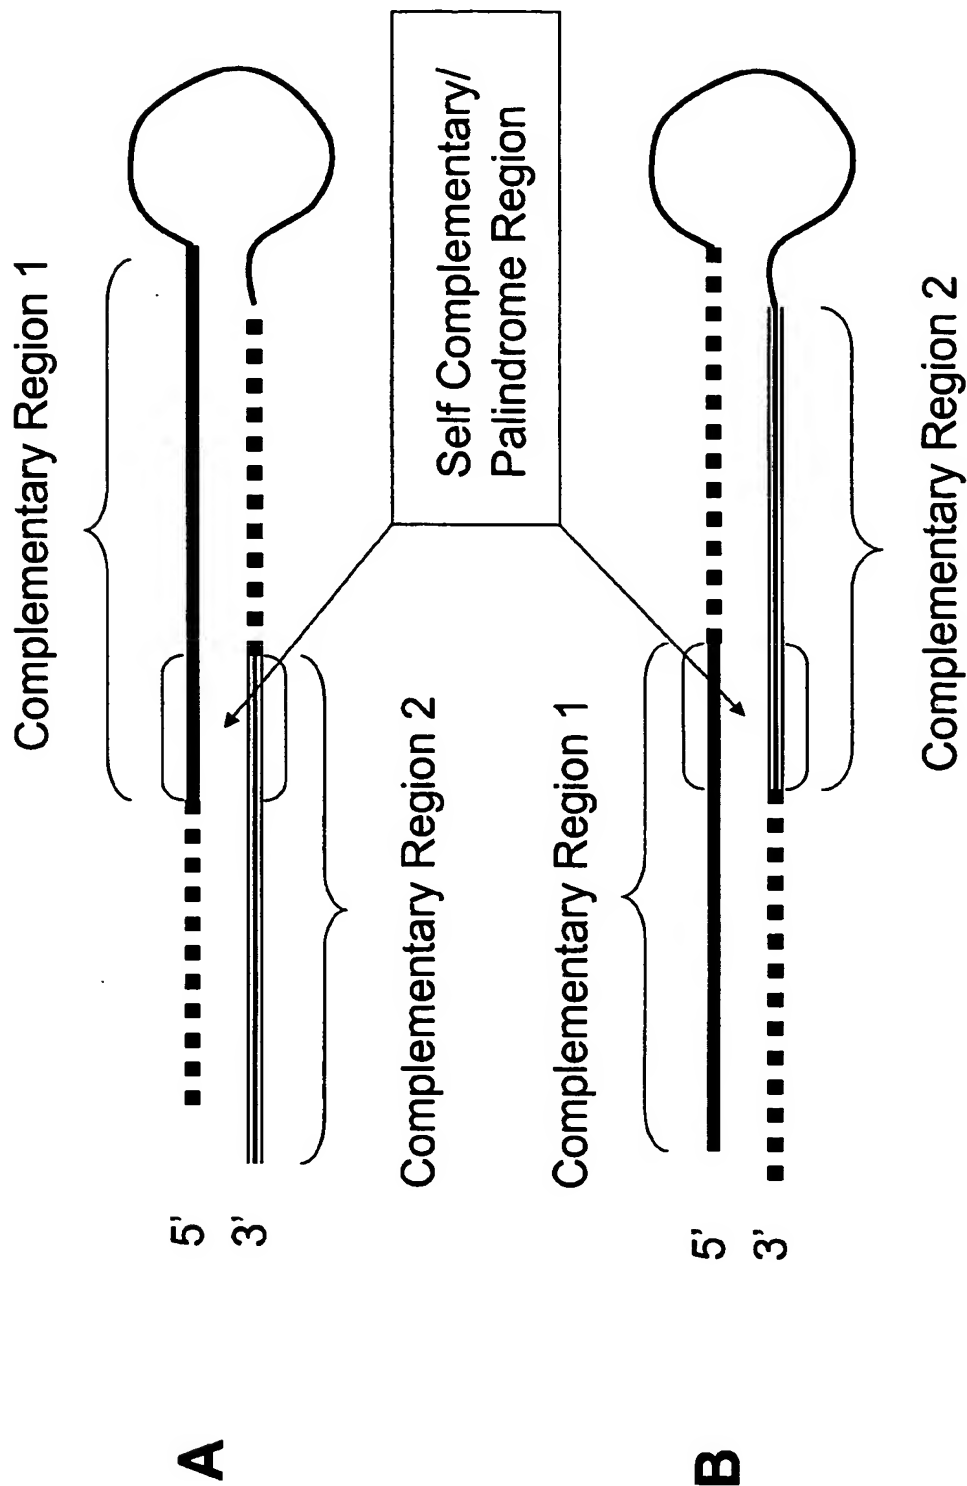 A
Complementary Region 1
5'
3'
Complementary Region 2
Self Complementary/
Palindrome Region
B
Complementary Region 1
5'
3'
Complementary Region 2